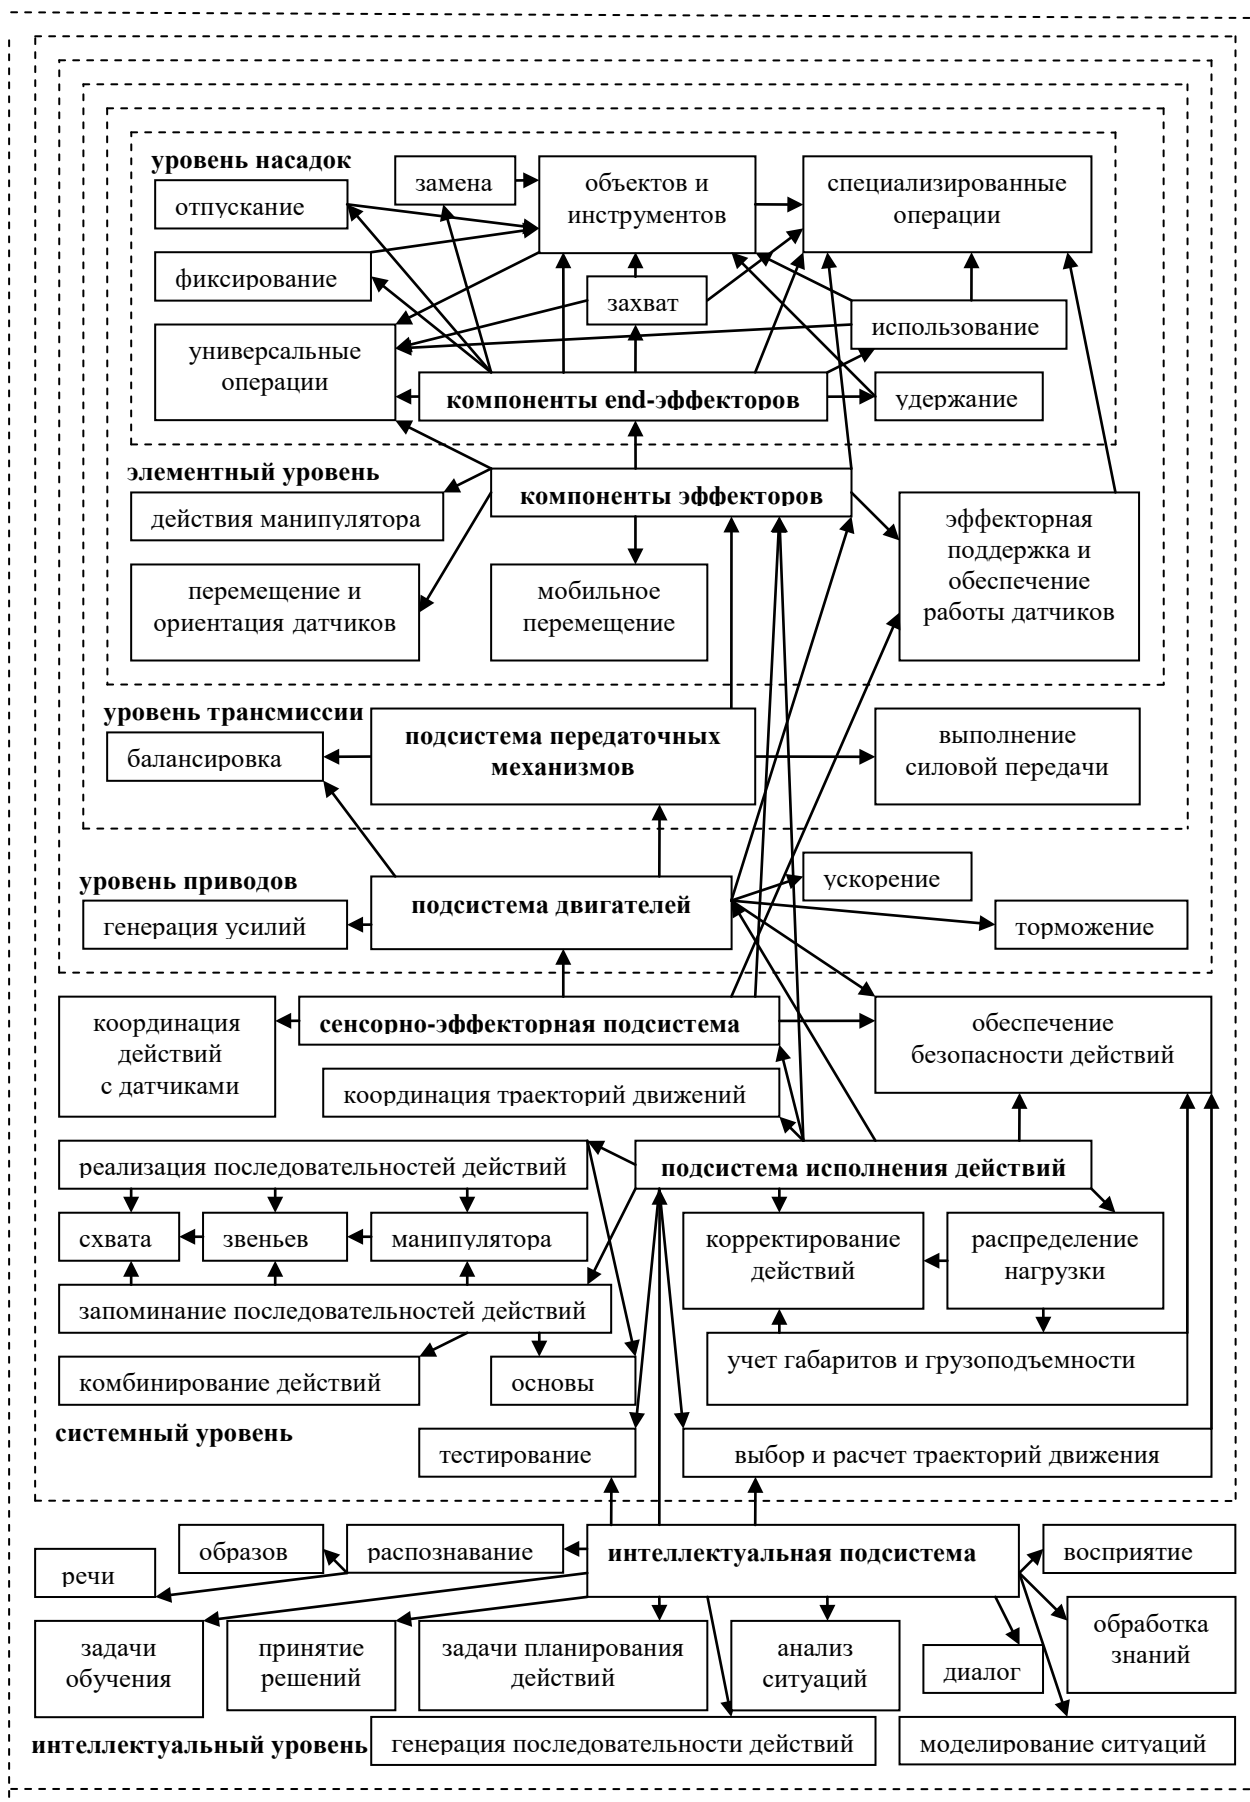 уровень насадок
замена
объектов и
инструментов
специализированные
операции
отпускание
фиксирование
захват
использование
универсальные
операции
компоненты end-эффекторов
удержание
элементный уровень
компоненты эффекторов
действия манипулятора
эффекторная
поддержка и
обеспечение
работы датчиков
перемещение и
ориентация датчиков
мобильное
перемещение
уровень трансмиссии
подсистема передаточных
механизмов
балансировка
выполнение
силовой передачи
уровень приводов
ускорение
подсистема двигателей
генерация усилий
торможение
координация
действий
с датчиками
сенсорно-эффекторная подсистема
обеспечение
безопасности действий
координация траекторий движений
реализация последовательностей действий
подсистема исполнения действий
схвата
звеньев
манипулятора
корректирование
действий
распределение
нагрузки
запоминание последовательностей действий
учет габаритов и грузоподъемности
комбинирование действий
основы
системный уровень
тестирование
выбор и расчет траекторий движения
образов
распознавание
интеллектуальная подсистема
восприятие
речи
задачи
обучения
принятие
решений
задачи планирования
действий
анализ
ситуаций
диалог
обработка
знаний
интеллектуальный уровень
генерация последовательности действий
моделирование ситуаций